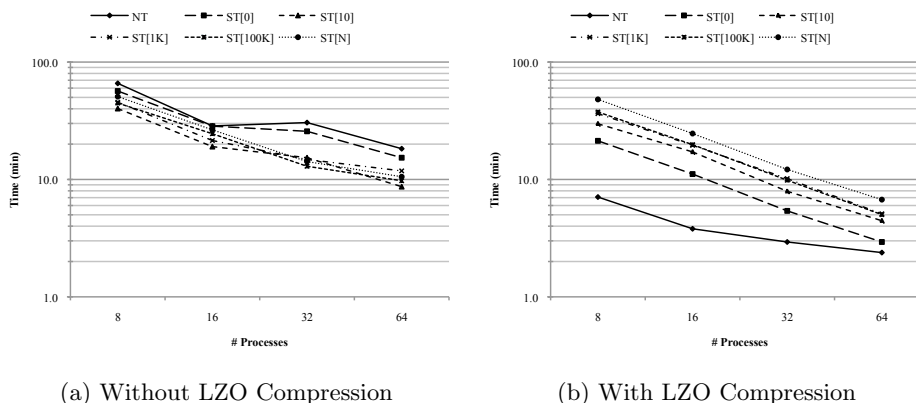 NT ST[0] ST[10]
ST[1K] ST[100K] ST[N]
100.0
10.0
1.0
Time (min)
8 16 32 64
# Processes
(a) Without LZO Compression
NT ST[0] ST[10]
ST[1K] ST[100K] ST[N]
100.0
10.0
1.0
Time (min)
8 16 32 64
# Processes
(b) With LZO Compression